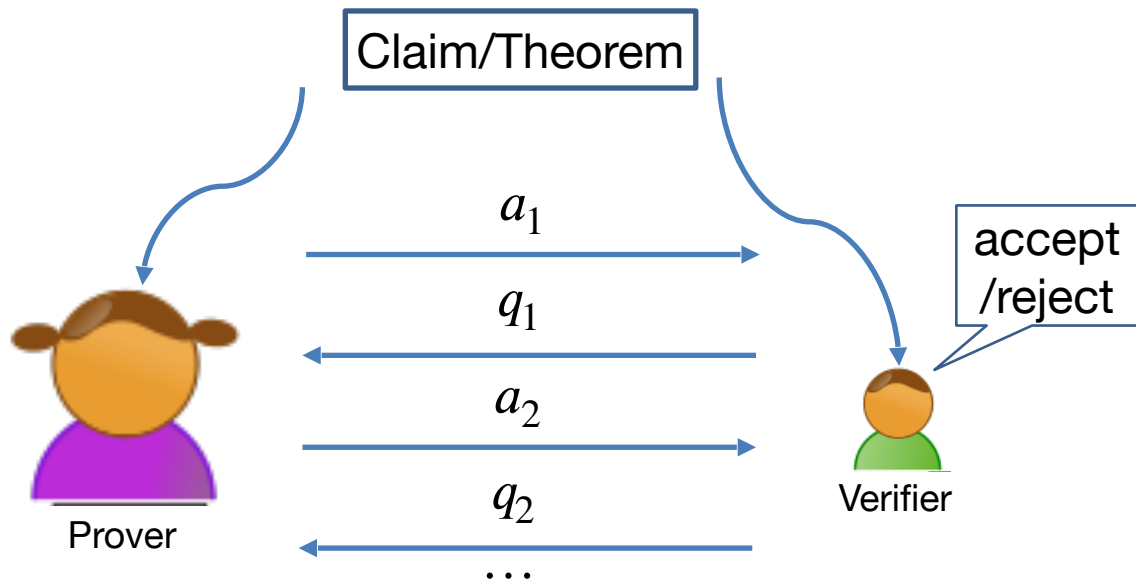 Claim/Theorem
a₁
accept
/reject
q₁
a₂
q₂
Verifier
Prover
...